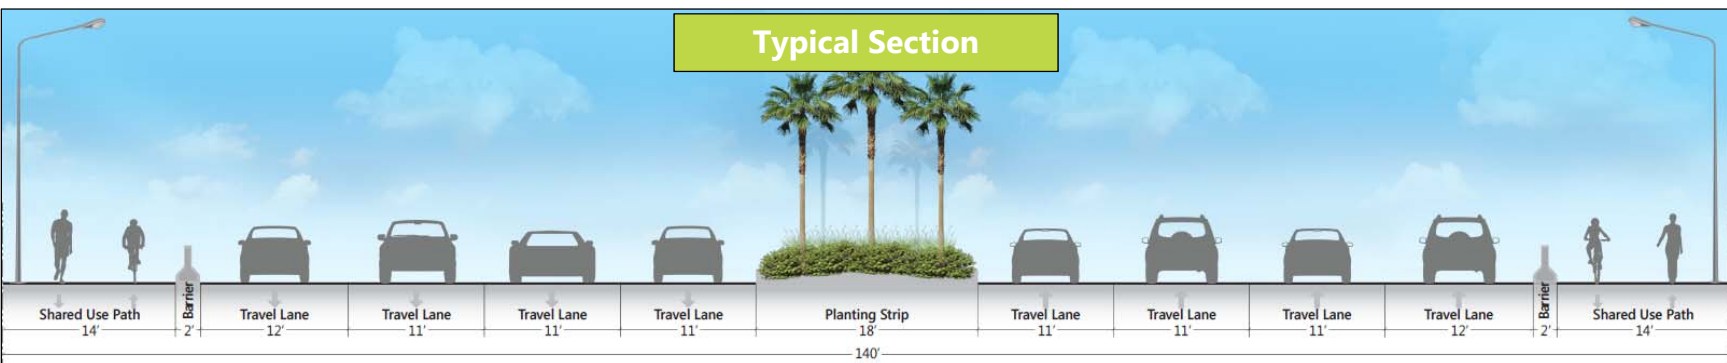 Typical Section
Shared Use Path
14'
Barrier
2'
Travel Lane
12'
Travel Lane
11'
Travel Lane
11'
Travel Lane
11'
Planting Strip
18'
Travel Lane
11'
Travel Lane
11'
Travel Lane
11'
Travel Lane
12'
Barrier
2'
Shared Use Path
14'
140'